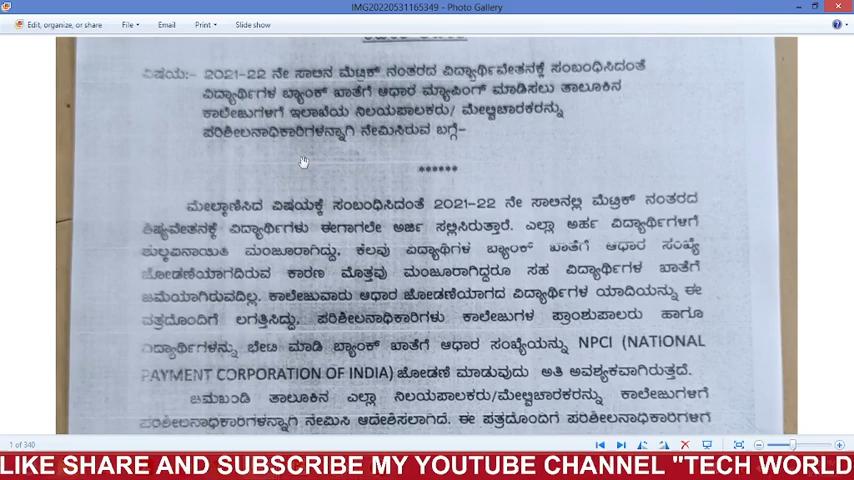 IMG20220531165349 - Photo Gallery
Edit, organize, or share File Email Print Slide show
ವಿಷಯ:- 2021-22 ನೇ ಸಾಲಿನ ಮೆಟ್ರಿಕ್ ನಂತರದ ವಿದ್ಯಾರ್ಥಿವೇತನಕ್ಕೆ ಸಂಬಂಧಿಸಿದಂತೆ
ವಿದ್ಯಾರ್ಥಿಗಳ ಬ್ಯಾಂಕ್ ಖಾತೆಗೆ ಆಧಾರ ಮ್ಯಾಪಿಂಗ್ ಮಾಡಿಸಲು ತಾಲೂಕಿನ
ಕಾಲೇಜುಗಳಿಗೆ ಇಲಾಖೆಯ ನಿಲಯಪಾಲಕರು/ ಮೇಲ್ವಿಚಾರಕರನ್ನು
ಪರಿಶೀಲನಾಧಿಕಾರಿಗಳನ್ನಾಗಿ ನೇಮಿಸಿರುವ ಬಗ್ಗೆ-
******
ಮೇಲ್ಕಾಣಿಸಿದ ವಿಷಯಕ್ಕೆ ಸಂಬಂಧಿಸಿದಂತೆ 2021-22 ನೇ ಸಾಲಿನಲ್ಲಿ ಮೆಟ್ರಿಕ್ ನಂತರದ
ಶಿಷ್ಯವೇತನಕ್ಕೆ ವಿದ್ಯಾರ್ಥಿಗಳು ಈಗಾಗಲೇ ಅರ್ಜಿ ಸಲ್ಲಿಸಿರುತ್ತಾರೆ. ಎಲ್ಲಾ ಅರ್ಹ ವಿದ್ಯಾರ್ಥಿಗಳಿಗೆ
ಶುಲ್ಕವಿನಾಯಿತಿ ಮಂಜೂರಾಗಿದ್ದು, ಕೆಲವು ವಿದ್ಯಾರ್ಥಿಗಳ ಬ್ಯಾಂಕ್ ಖಾತೆಗೆ ಆಧಾರ ಸಂಖ್ಯೆ
ಜೋಡಣೆಯಾಗದಿರುವ ಕಾರಣ ಮೊತ್ತವು ಮಂಜೂರಾಗಿದ್ದರೂ ಸಹ ವಿದ್ಯಾರ್ಥಿಗಳ ಖಾತೆಗೆ
ಜಮೆಯಾಗಿರುವದಿಲ್ಲ. ಕಾಲೇಜುವಾರು ಆಧಾರ ಜೋಡಣೆಯಾಗದ ವಿದ್ಯಾರ್ಥಿಗಳ ಯಾದಿಯನ್ನು ಈ
ಪತ್ರದೊಂದಿಗೆ ಲಗತ್ತಿಸಿದ್ದು, ಪರಿಶೀಲನಾಧಿಕಾರಿಗಳು ಕಾಲೇಜುಗಳ ಪ್ರಾಂಶುಪಾಲರು ಹಾಗೂ
ವಿದ್ಯಾರ್ಥಿಗಳನ್ನು ಭೇಟಿ ಮಾಡಿ ಬ್ಯಾಂಕ್ ಖಾತೆಗೆ ಆಧಾರ ಸಂಖ್ಯೆಯನ್ನು NPCI (NATIONAL
PAYMENT CORPORATION OF INDIA) ಜೋಡಣೆ ಮಾಡುವುದು ಅತಿ ಅವಶ್ಯಕವಾಗಿರುತ್ತದೆ.
ಜಮಖಂಡಿ ತಾಲೂಕಿನ ಎಲ್ಲಾ ನಿಲಯಪಾಲಕರು/ಮೇಲ್ವಿಚಾರಕರನ್ನು ಕಾಲೇಜುಗಳಿಗೆ
ಪರಿಶೀಲನಾಧಿಕಾರಿಗಳನ್ನಾಗಿ ನೇಮಿಸಿ ಆದೇಶಿಸಲಾಗಿದೆ. ಈ ಪತ್ರದೊಂದಿಗೆ ಪರಿಶೀಲನಾಧಿಕಾರಿಗಳಿಗೆ
1 of 340
LIKE SHARE AND SUBSCRIBE MY YOUTUBE CHANNEL "TECH WORLD